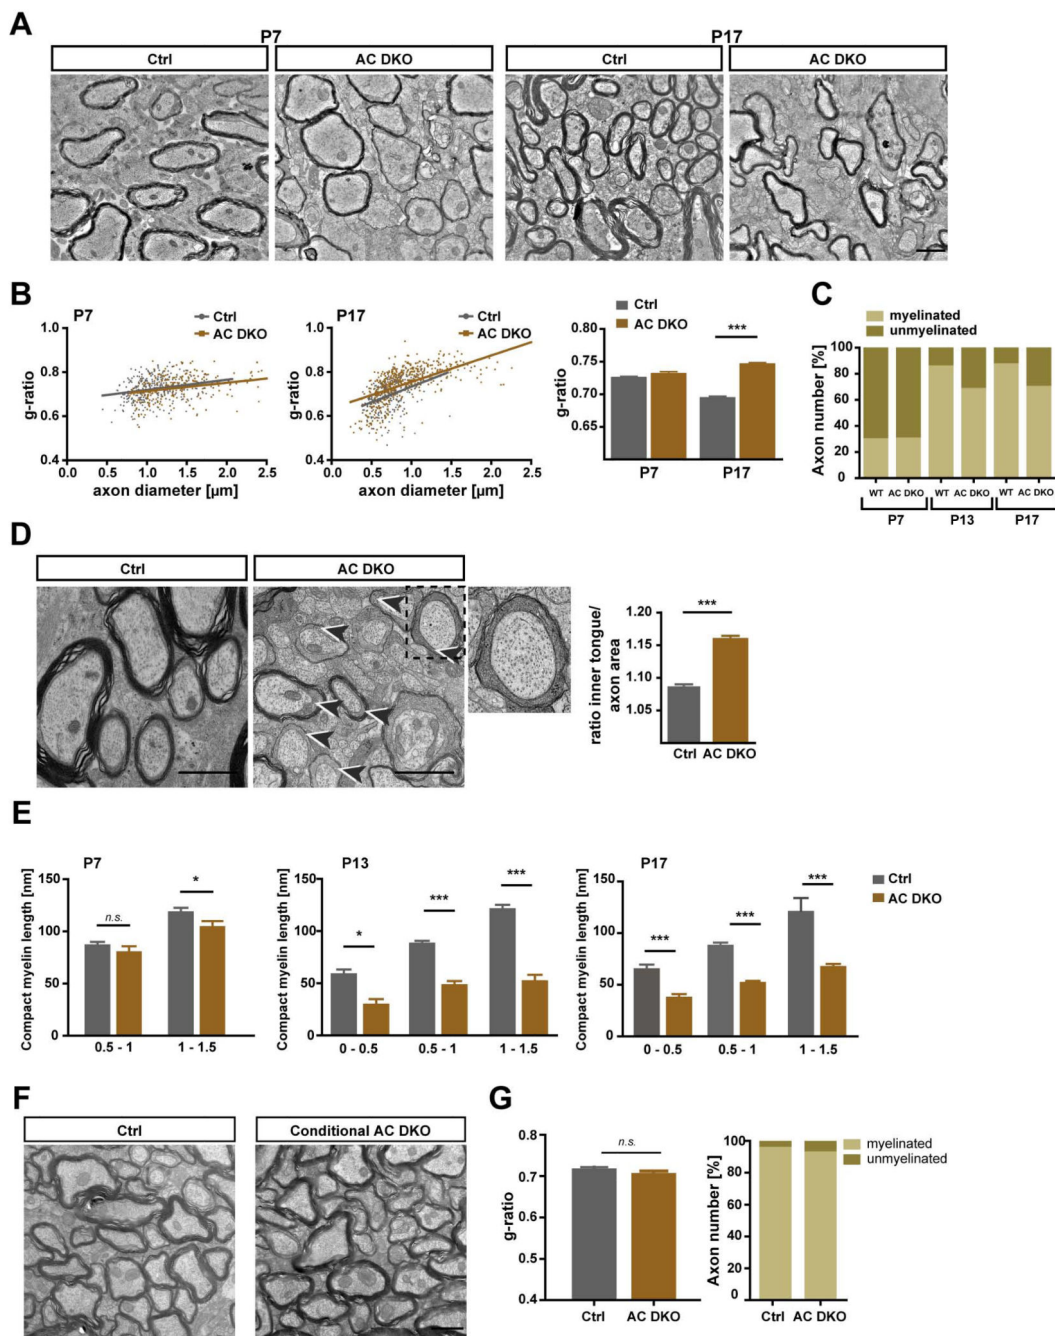 A
P7
P17
Ctrl
AC DKO
Ctrl
AC DKO
B
P7
Ctrl
AC DKO
g-ratio
1.0
0.8
0.6
0.4
0.0 0.5 1.0 1.5 2.0 2.5
axon diameter [µm]
P17
Ctrl
AC DKO
g-ratio
1.0
0.8
0.6
0.4
0.0 0.5 1.0 1.5 2.0 2.5
axon diameter [µm]
Ctrl
AC DKO
***
g-ratio
0.80
0.75
0.70
0.65
P7 P17
C
myelinated
unmyelinated
Axon number [%]
100
80
60
40
20
0
WT AC DKO WT AC DKO WT AC DKO
P7 P13 P17
D
Ctrl
AC DKO
ratio inner tongue/
axon area
1.20
1.15
1.10
1.05
***
Ctrl AC DKO
E
P7
Compact myelin length [nm]
150
100
50
0
n.s.
*
0.5 - 1 1 - 1.5
P13
Compact myelin length [nm]
150
100
50
0
*
***
***
0 - 0.5 0.5 - 1 1 - 1.5
P17
Compact myelin length [nm]
150
100
50
0
***
***
***
0 - 0.5 0.5 - 1 1 - 1.5
Ctrl
AC DKO
F
Ctrl
Conditional AC DKO
G
g-ratio
0.8
0.7
0.6
0.5
0.4
n.s.
Ctrl AC DKO
Axon number [%]
100
80
60
40
20
0
Ctrl AC DKO
myelinated
unmyelinated